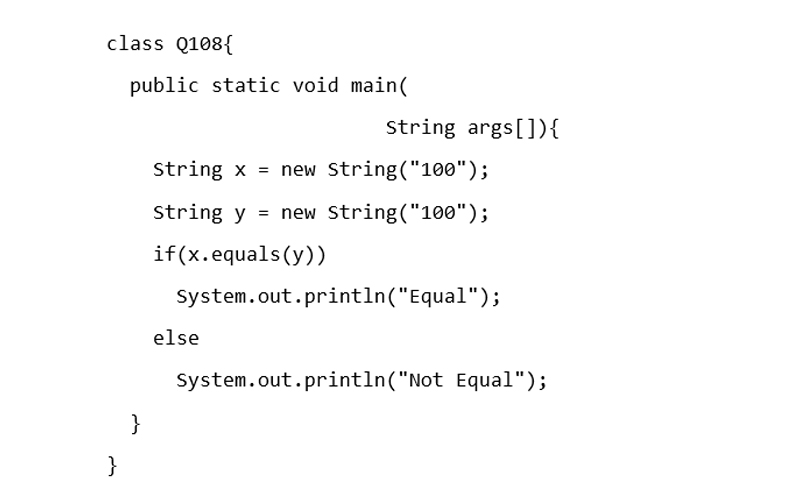 class Q108{
public static void main(
String args[]){
String x = new String("100");
String y = new String("100");
if(x.equals(y))
System.out.println("Equal");
else
System.out.println("Not Equal");
}
}